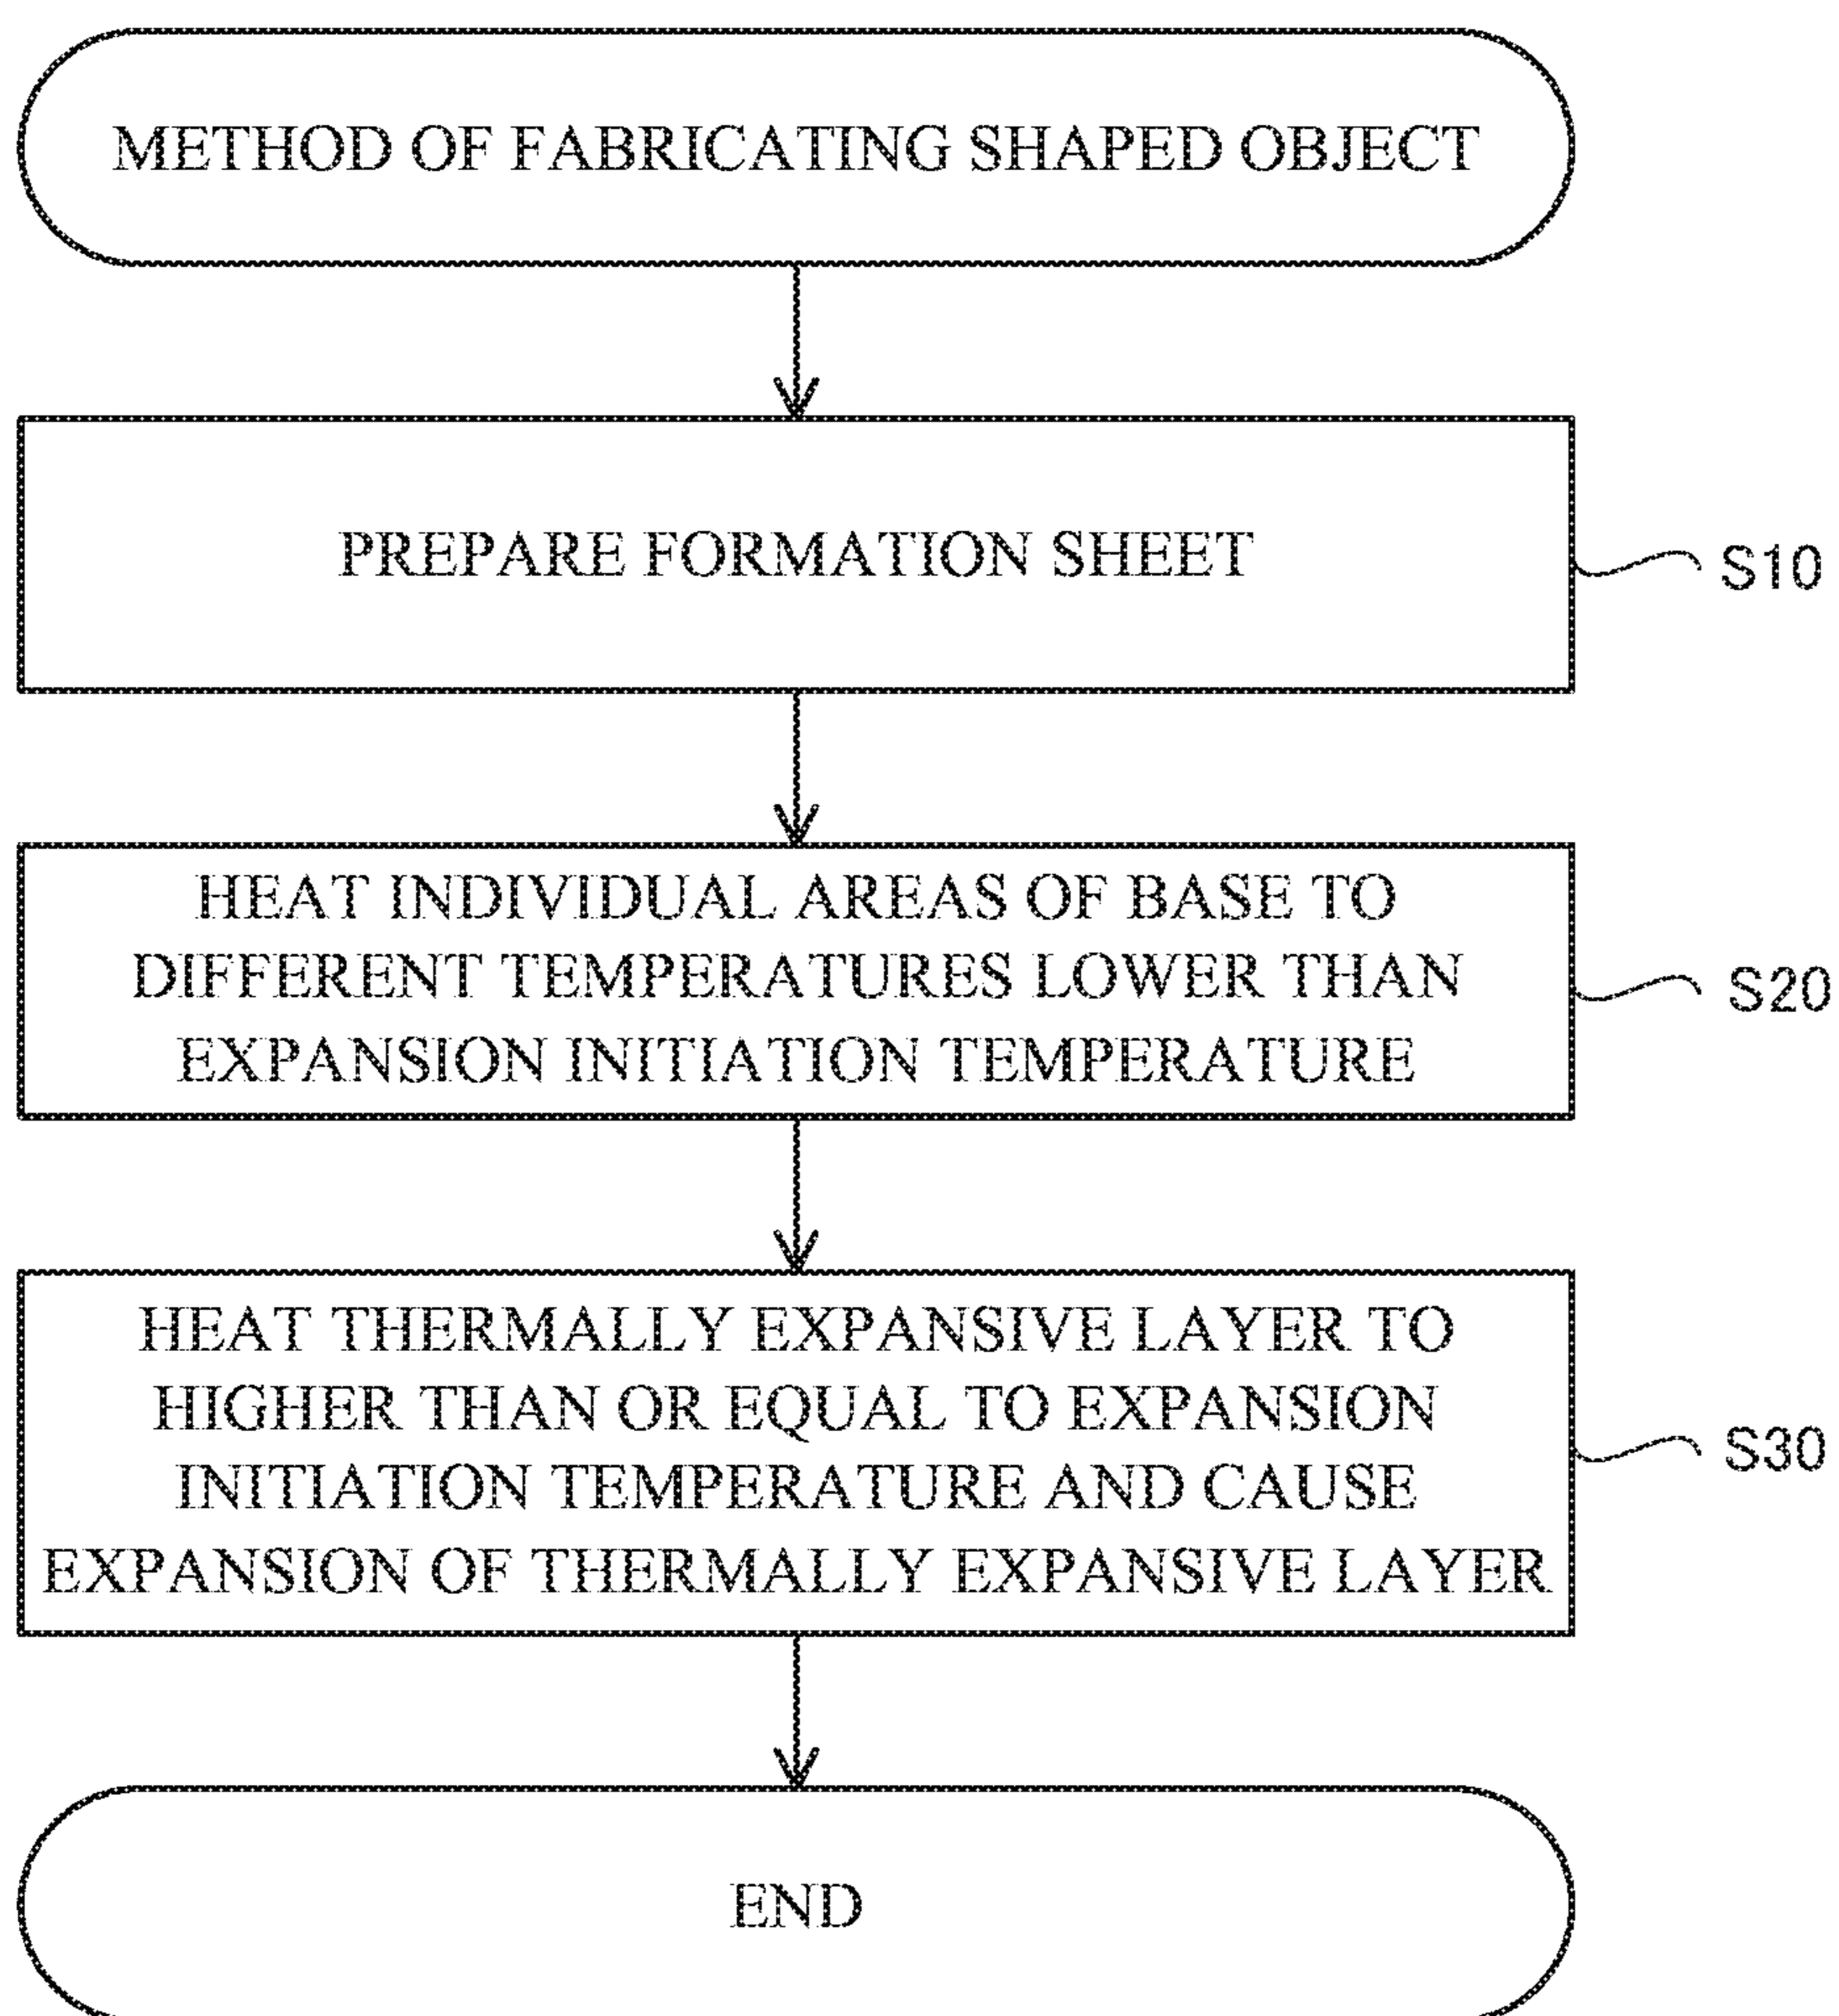 METHOD OF FABRICATING SHAPED OBJECT
PREPARE FORMATION SHEET
S10
HEAT INDIVIDUAL AREAS OF BASE TO
DIFFERENT TEMPERATURES LOWER THAN
EXPANSION INITIATION TEMPERATURE
S20
HEAT THERMALLY EXPANSIVE LAYER TO
HIGHER THAN OR EQUAL TO EXPANSION
INITIATION TEMPERATURE AND CAUSE
EXPANSION OF THERMALLY EXPANSIVE LAYER
S30
END